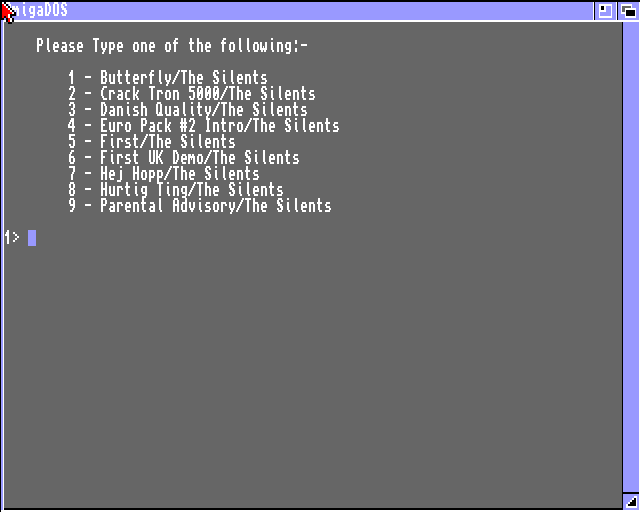 migaDOS
Please Type one of the following:-
1 - Butterfly/The Silents
2 - Crack Tron 5000/The Silents
3 - Danish Quality/The Silents
4 - Euro Pack #2 Intro/The Silents
5 - First/The Silents
6 - First UK Demo/The Silents
7 - Hej Hopp/The Silents
8 - Hurtig Ting/The Silents
9 - Parental Advisory/The Silents
1>